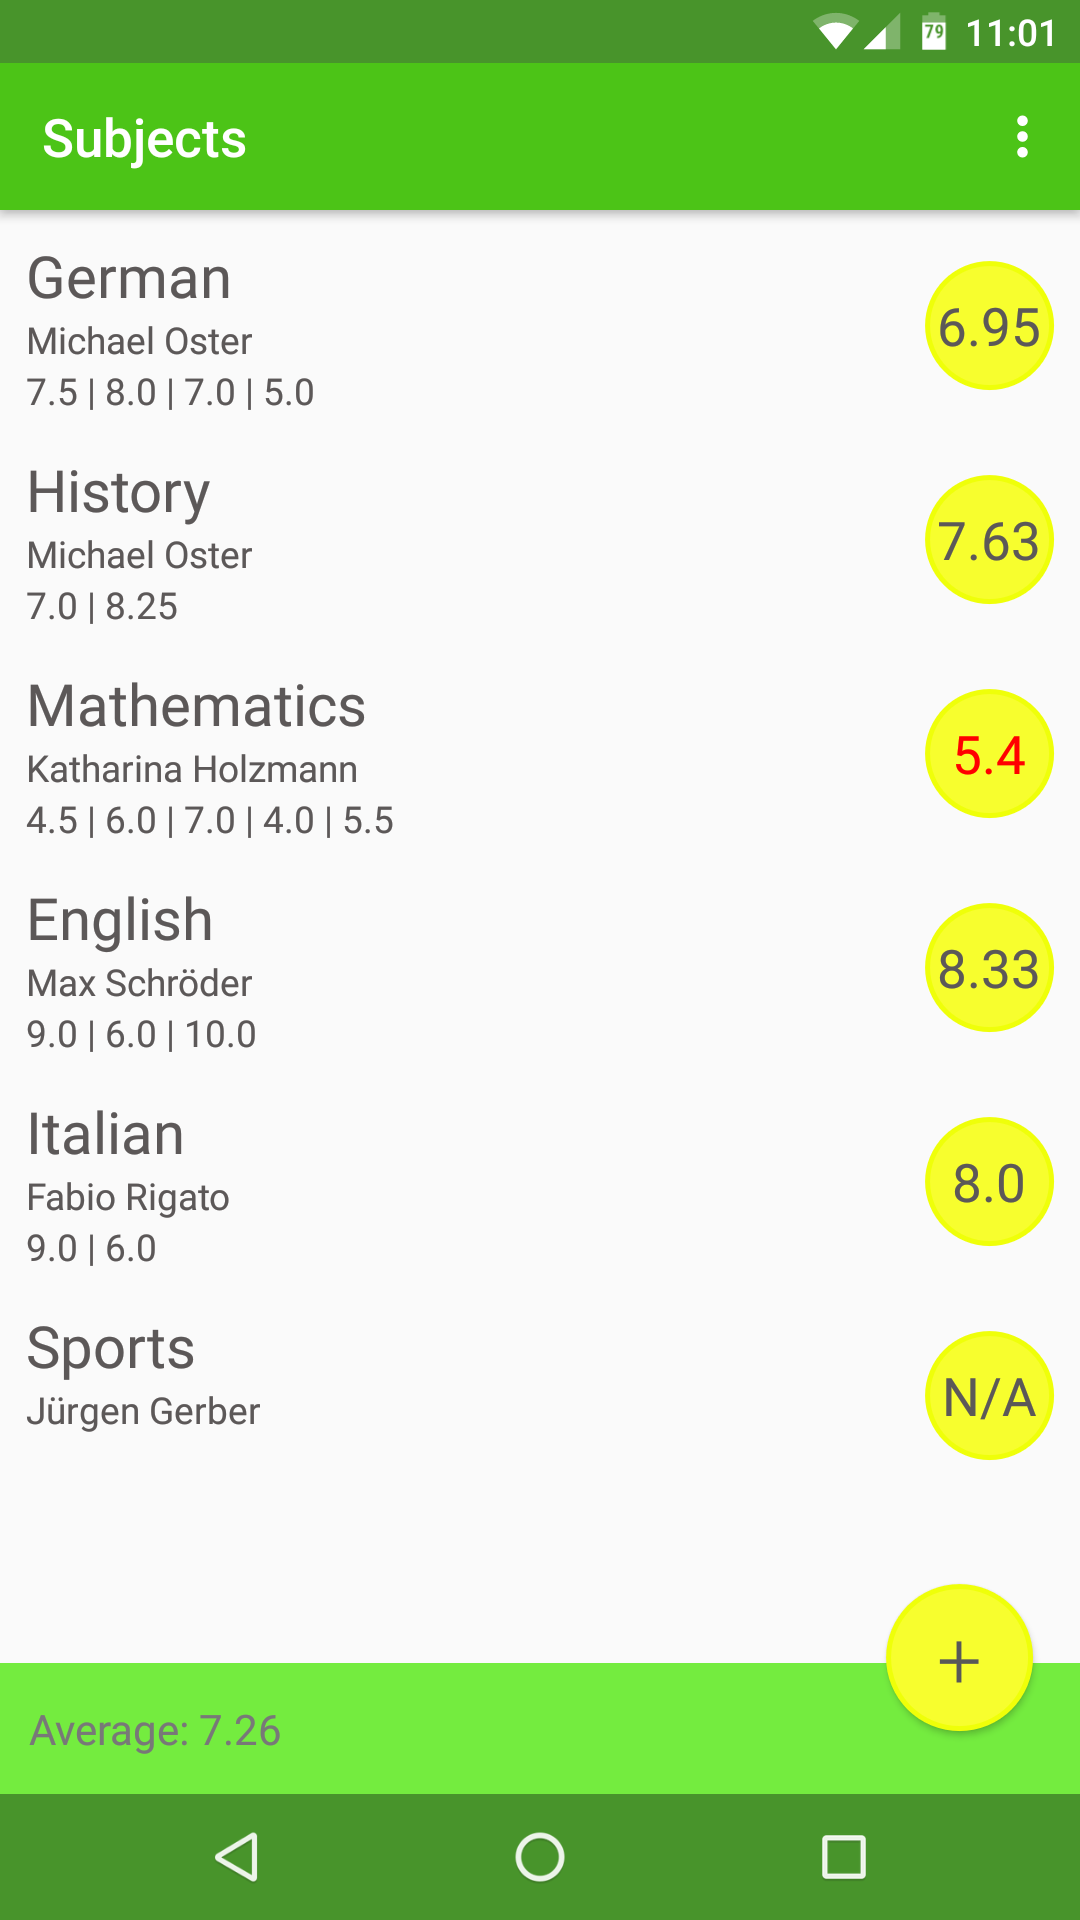 79 11:01
Subjects
German
Michael Oster
7.5 | 8.0 | 7.0 | 5.0
6.95
History
Michael Oster
7.0 | 8.25
7.63
Mathematics
Katharina Holzmann
4.5 | 6.0 | 7.0 | 4.0 | 5.5
5.4
English
Max Schröder
9.0 | 6.0 | 10.0
8.33
Italian
Fabio Rigato
9.0 | 6.0
8.0
Sports
Jürgen Gerber
N/A
+
Average: 7.26